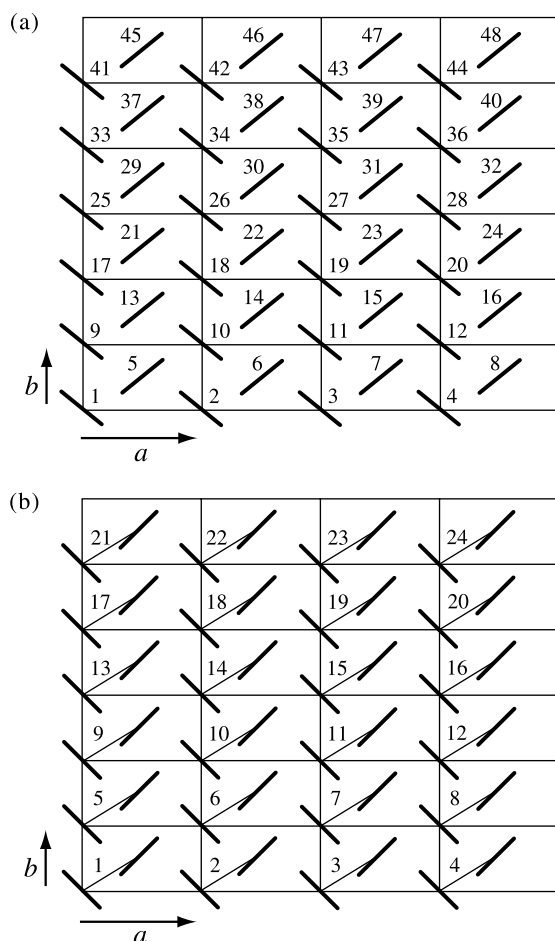 (a)
45 46 47 48
41 42 43 44
37 38 39 40
33 34 35 36
29 30 31 32
25 26 27 28
21 22 23 24
17 18 19 20
13 14 15 16
9 10 11 12
5 6 7 8
b
1 2 3 4
a
(b)
21 22 23 24
17 18 19 20
13 14 15 16
9 10 11 12
5 6 7 8
b
1 2 3 4
a